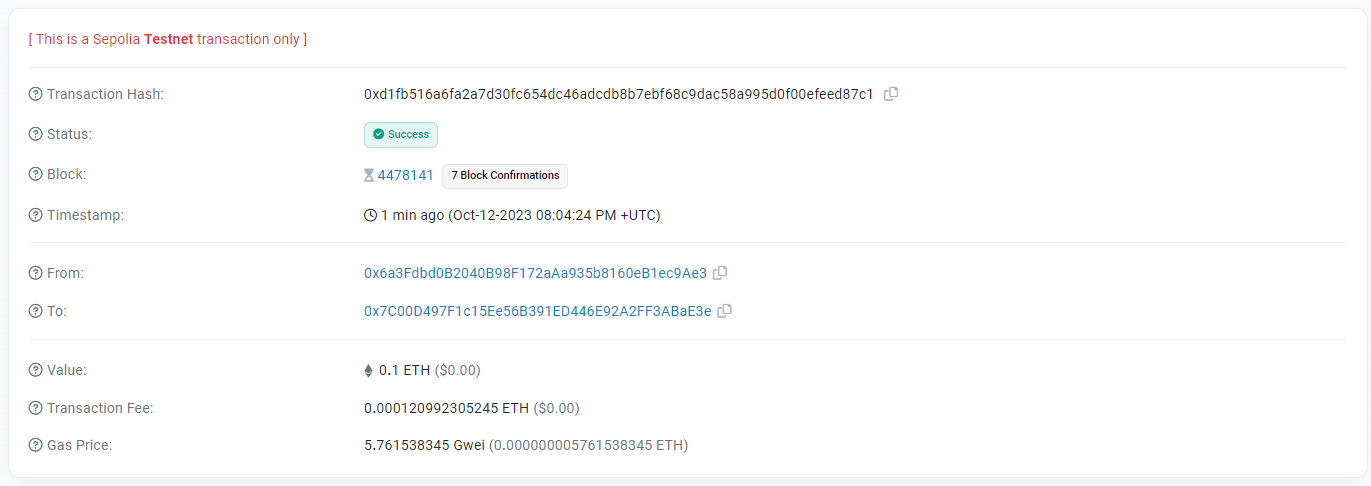 [ This is a Sepolia Testnet transaction only ]
Transaction Hash: 0xd1fb516a6fa2a7d30fc654dc46adcdb8b7ebf68c9dac58a995d0f00efeed87c1
Status: Success
Block: 4478141 7 Block Confirmations
Timestamp: 1 min ago (Oct-12-2023 08:04:24 PM +UTC)
From: 0x6a3Fdbd0B2040B98F172aAa935b8160eB1ec9Ae3
To: 0x7C00D497F1c15Ee56B391ED446E92A2FF3ABaE3e
Value: 0.1 ETH ($0.00)
Transaction Fee: 0.000120992305245 ETH ($0.00)
Gas Price: 5.761538345 Gwei (0.000000005761538345 ETH)